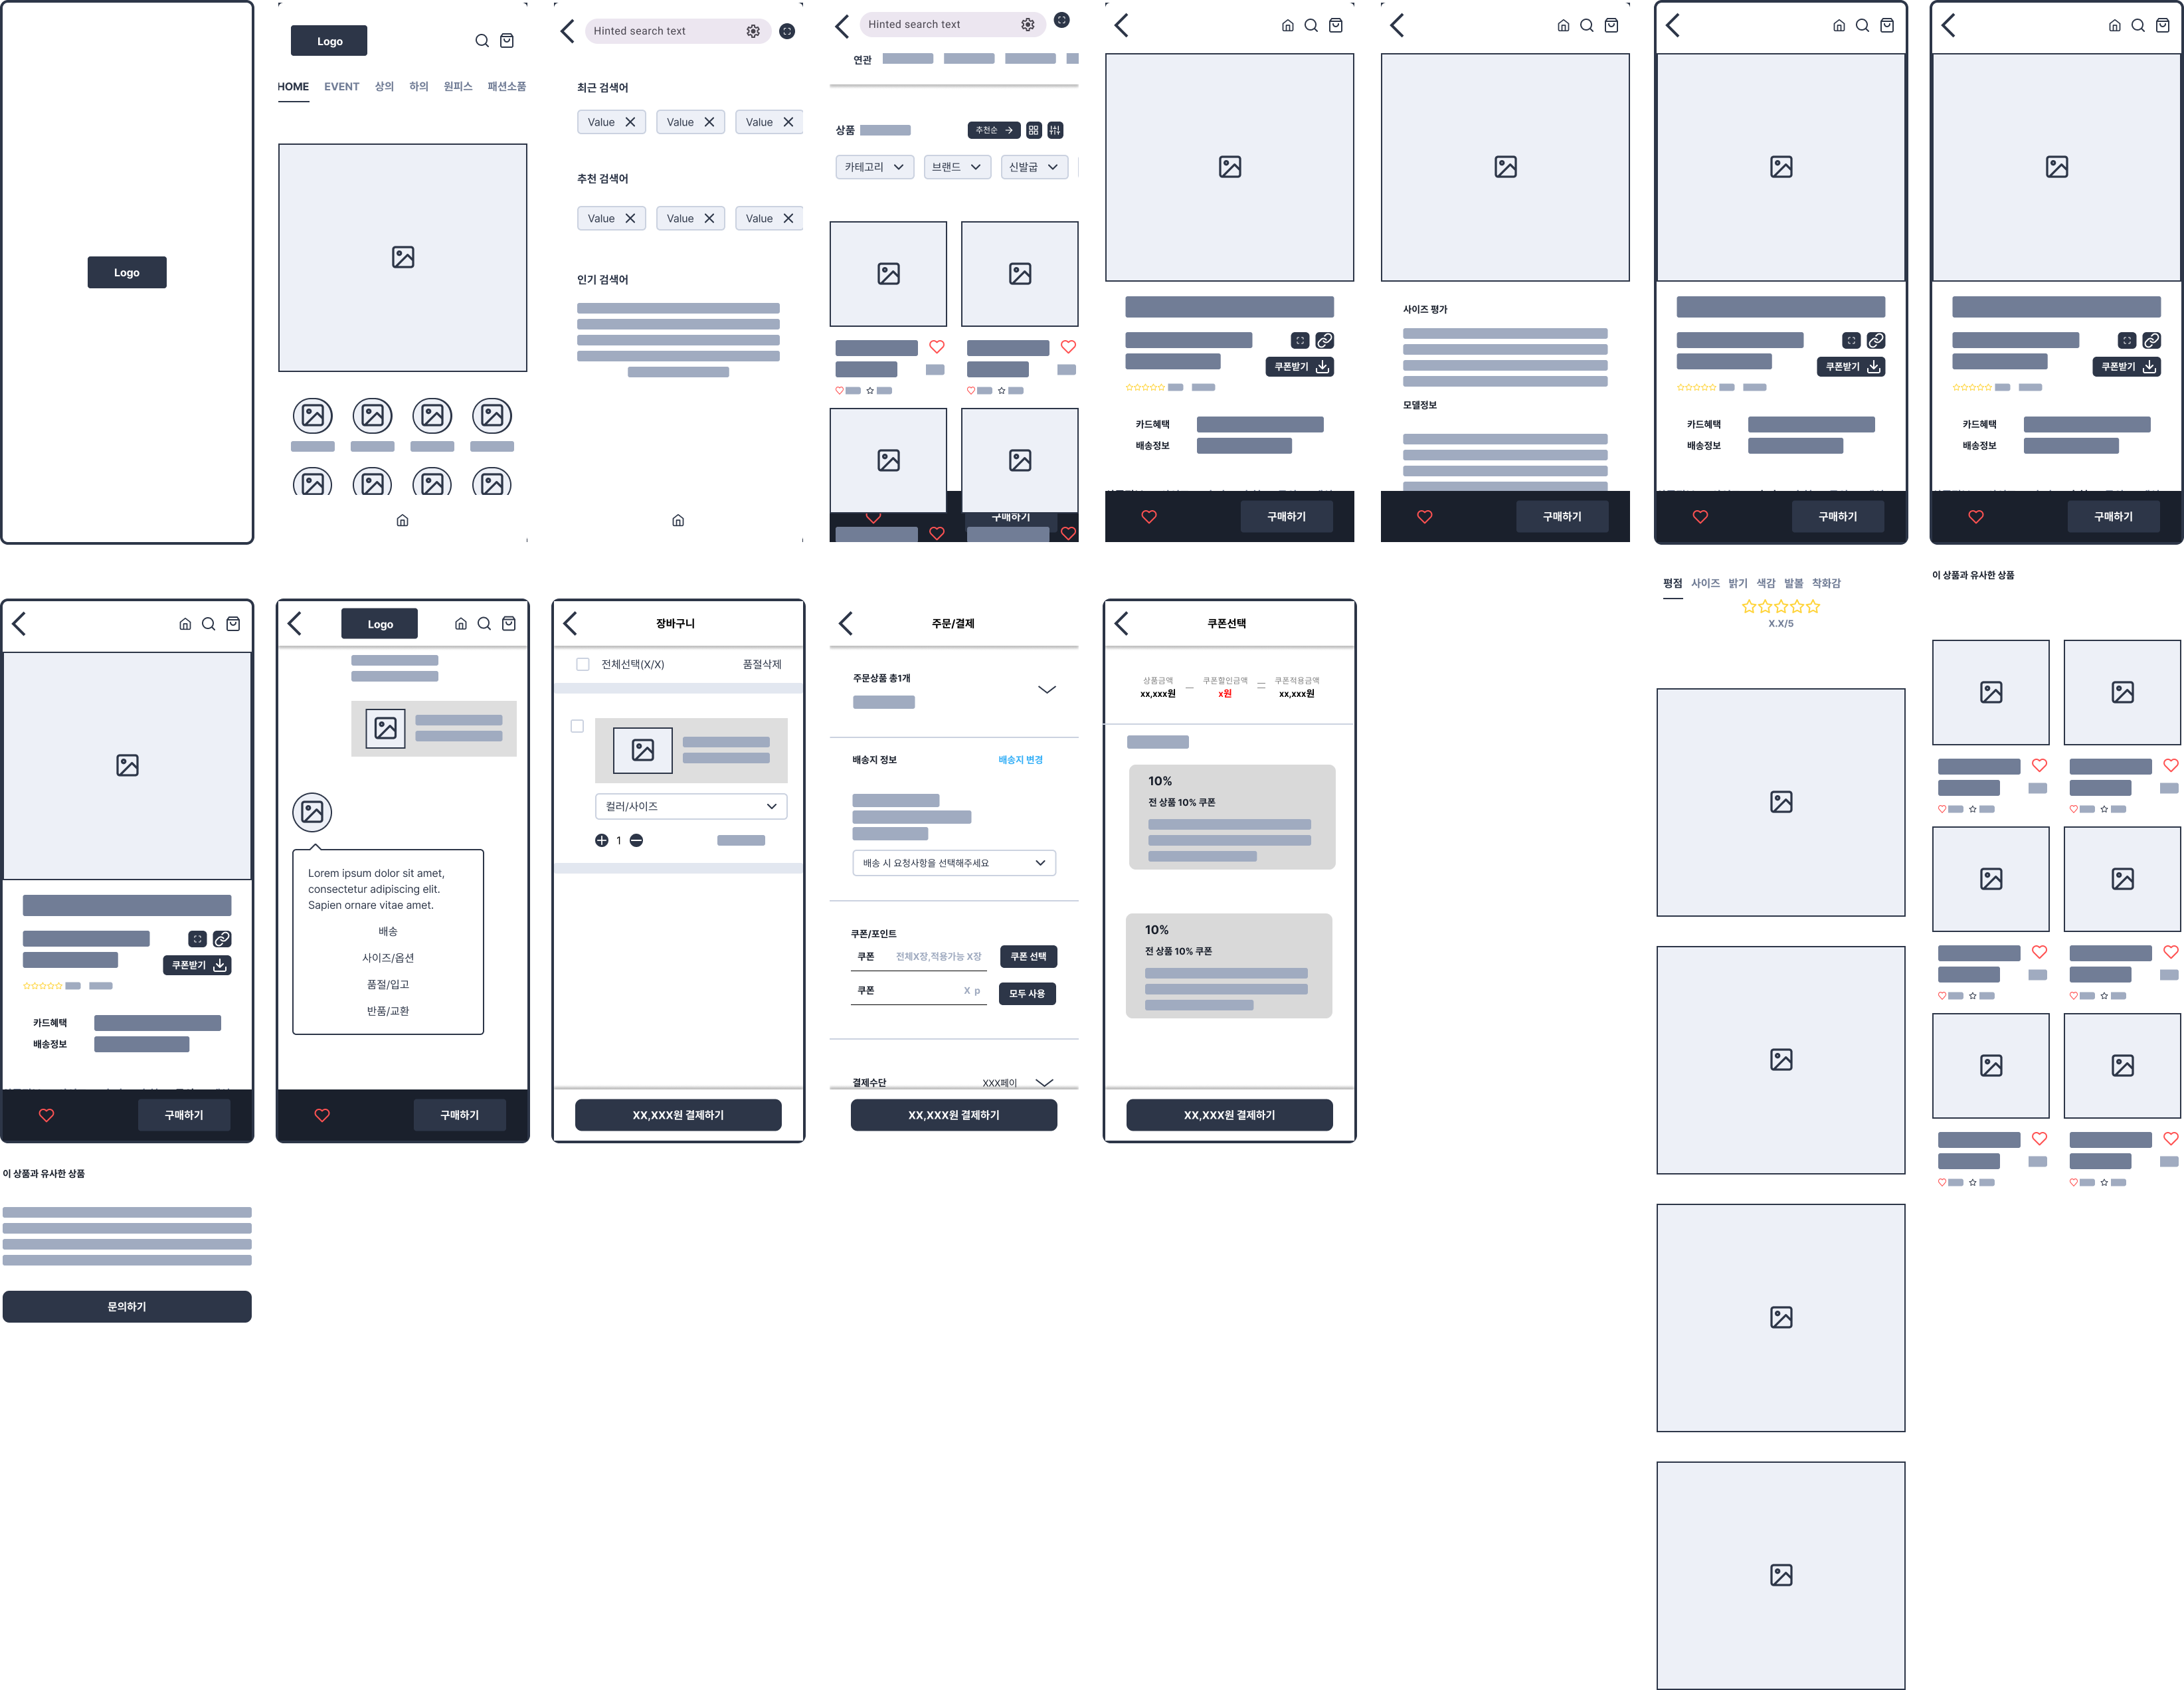 Logo
Logo
HOME EVENT 상의 하의 원피스 패션소품
Hinted search text
최근 검색어
Value Value Value
추천 검색어
Value Value Value
인기 검색어
Hinted search text
연관
상품 추천순
카테고리 브랜드 신발굽
구매하기
쿠폰받기
카드혜택
배송정보
구매하기
사이즈 평가
모델정보
구매하기
쿠폰받기
카드혜택
배송정보
구매하기
평점 사이즈 밝기 색감 발볼 착화감
X.X/5
쿠폰받기
카드혜택
배송정보
구매하기
이 상품과 유사한 상품
쿠폰받기
카드혜택
배송정보
구매하기
이 상품과 유사한 상품
문의하기
Logo
Lorem ipsum dolor sit amet,
consectetur adipiscing elit.
Sapien ornare vitae amet.
배송
사이즈/옵션
품절/입고
반품/교환
구매하기
장바구니
전체선택(X/X) 품절삭제
컬러/사이즈
1
XX,XXX원 결제하기
주문/결제
주문상품 총1개
배송지 정보 배송지 변경
배송 시 요청사항을 선택해주세요
쿠폰/포인트
쿠폰 전체X장,적용가능 X장 쿠폰 선택
쿠폰 X p 모두 사용
결제수단 XXX페이
XX,XXX원 결제하기
쿠폰선택
상품금액 쿠폰할인금액 쿠폰적용금액
xx,xxx원 x원 xx,xxx원
10%
전 상품 10% 쿠폰
10%
전 상품 10% 쿠폰
XX,XXX원 결제하기